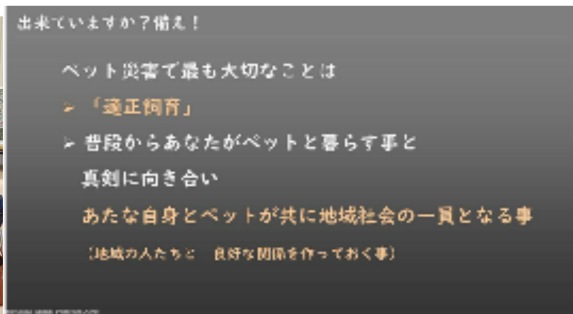 出来ていますか？備え！
ペット災害で最も大切なことは
➢ 「適正飼育」
➢ 普段からあなたがペットと暮らす事と
真剣に向き合い
あたな自身とペットが共に地域社会の一員となる事
（地域の人たちと　良好な関係を作っておく事）